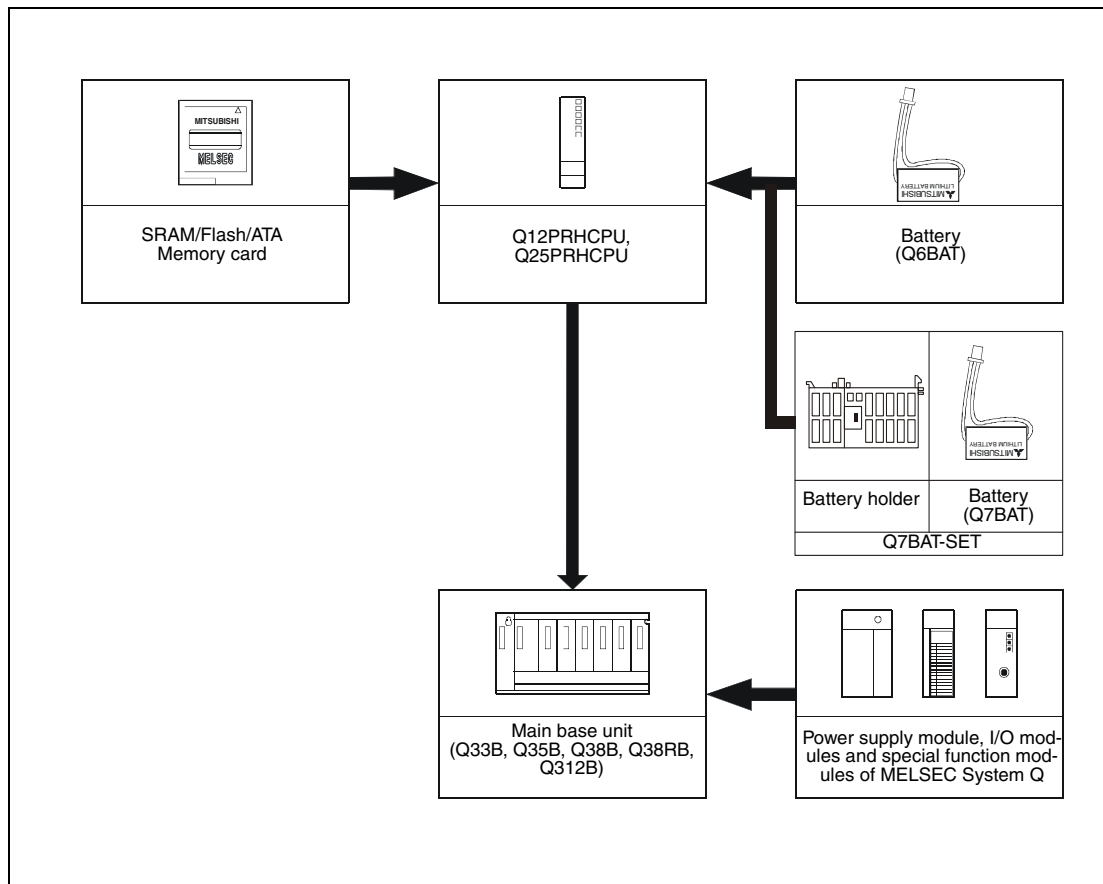 MITSUBISHI
MELSEC
SRAM/Flash/ATA
Memory card
Q12PRHCPU,
Q25PRHCPU
MITSUBISHI
LITHIUM BATTERY
Battery
(Q6BAT)
MITSUBISHI
LITHIUM BATTERY
Battery holder
Battery
(Q7BAT)
Q7BAT-SET
Main base unit
(Q33B, Q35B, Q38B, Q38RB,
Q312B)
Power supply module, I/O mod-
ules and special function mod-
ules of MELSEC System Q